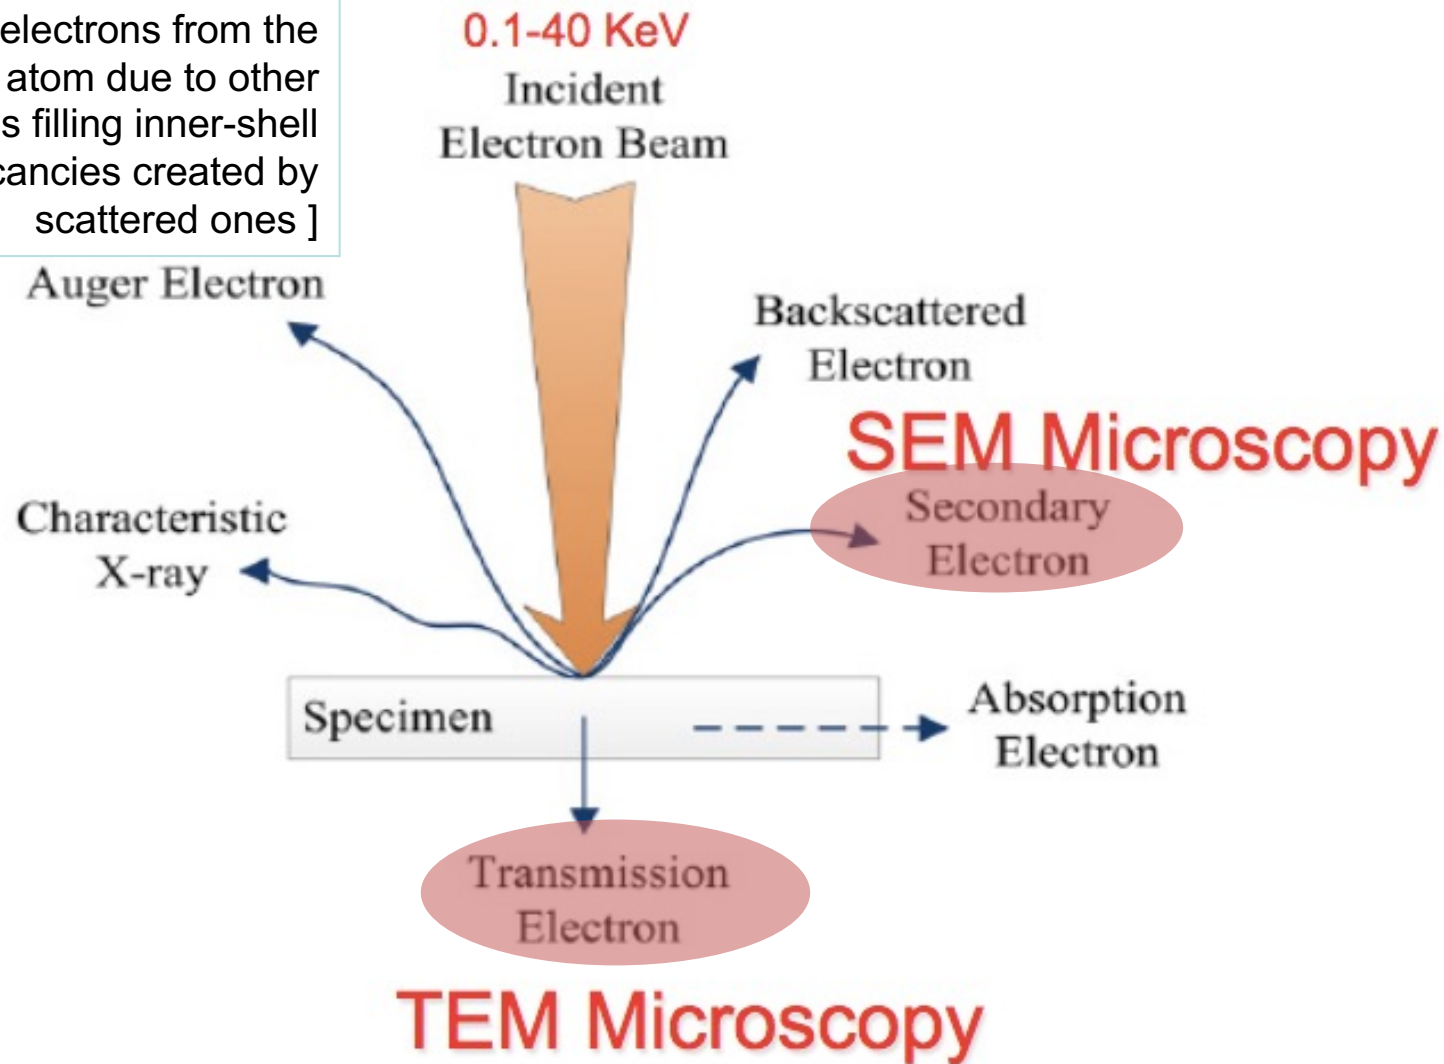 electrons from the
atom due to other
s filling inner-shell
cancies created by
scattered ones ]
0.1-40 KeV
Incident
Electron Beam
Auger Electron
Backscattered
Electron
SEM Microscopy
Secondary
Electron
Characteristic
X-ray
Specimen
Absorption
Electron
Transmission
Electron
TEM Microscopy